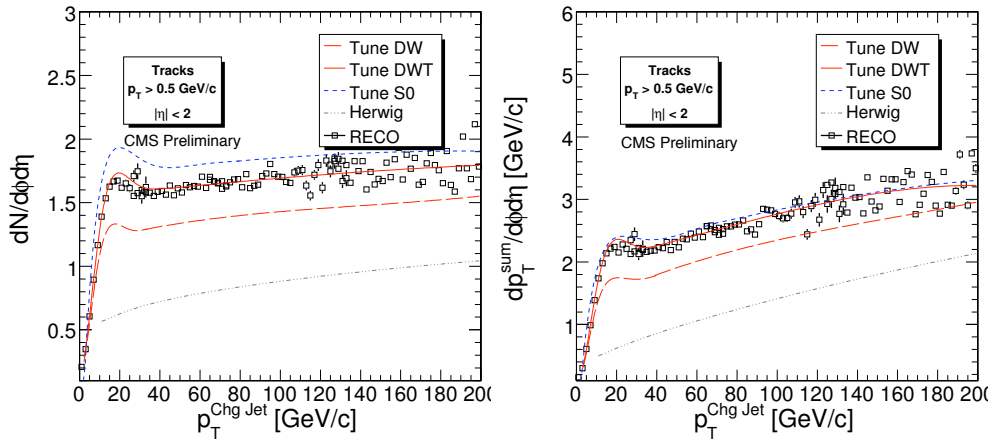 3
2.5
2
1.5
1
0.5
0 20 40 60 80 100 120 140 160 180 200
dN/dϕdη
p_T^Chg Jet [GeV/c]
Tracks
p_T > 0.5 GeV/c
|η| < 2
CMS Preliminary
Tune DW
Tune DWT
Tune S0
Herwig
RECO
6
5
4
3
2
1
0 20 40 60 80 100 120 140 160 180 200
dp_T^sum/dϕdη [GeV/c]
p_T^Chg Jet [GeV/c]
Tracks
p_T > 0.5 GeV/c
|η| < 2
CMS Preliminary
Tune DW
Tune DWT
Tune S0
Herwig
RECO